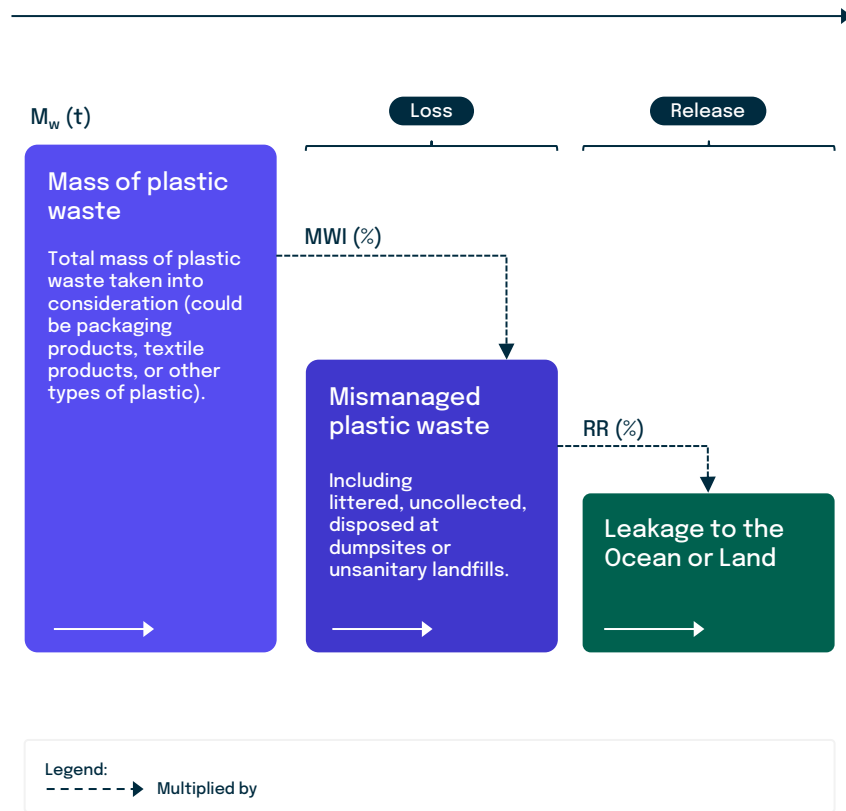 M_w (t)
Loss
Release
Mass of plastic
waste
Total mass of plastic
waste taken into
consideration (could
be packaging
products, textile
products, or other
types of plastic).
MWI (%)
Mismanaged
plastic waste
Including
littered, uncollected,
disposed at
dumpsites or
unsanitary landfills.
RR (%)
Leakage to the
Ocean or Land
Legend:
Multiplied by